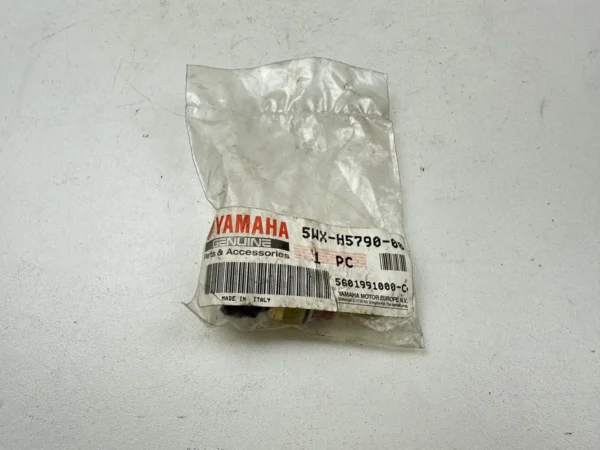 YAMAHA
GENUINE
Parts & Accessories
5WX-H5790-0
1 PC
5601991000-C
MADE IN ITALY
YAMAHA MOTOR EUROPE N.V.